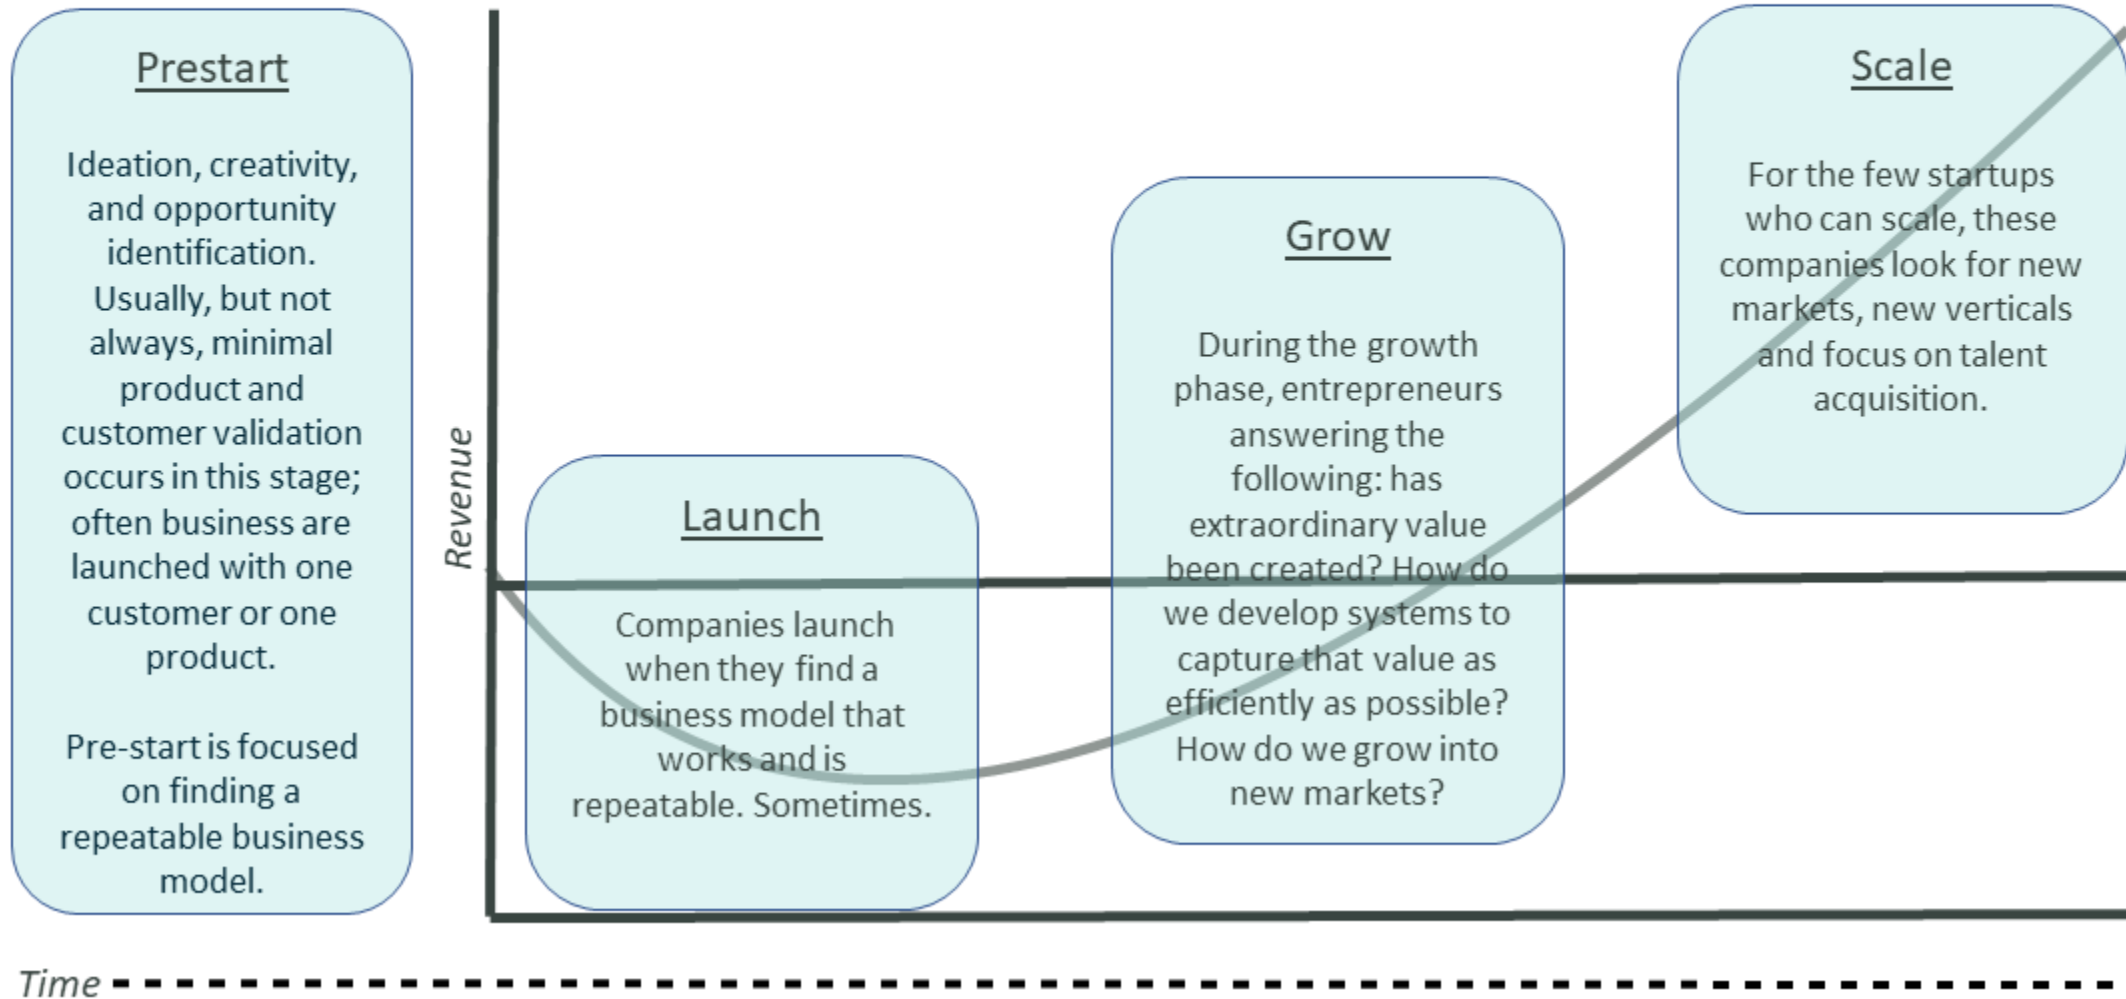 Prestart
Ideation, creativity,
and opportunity
identification.
Usually, but not
always, minimal
product and
customer validation
occurs in this stage;
often business are
launched with one
customer or one
product.
Pre-start is focused
on finding a
repeatable business
model.
Revenue
Launch
Companies launch
when they find a
business model that
works and is
repeatable. Sometimes.
Grow
During the growth
phase, entrepreneurs
answering the
following: has
extraordinary value
been created? How do
we develop systems to
capture that value as
efficiently as possible?
How do we grow into
new markets?
Scale
For the few startups
who can scale, these
companies look for new
markets, new verticals
and focus on talent
acquisition.
Time